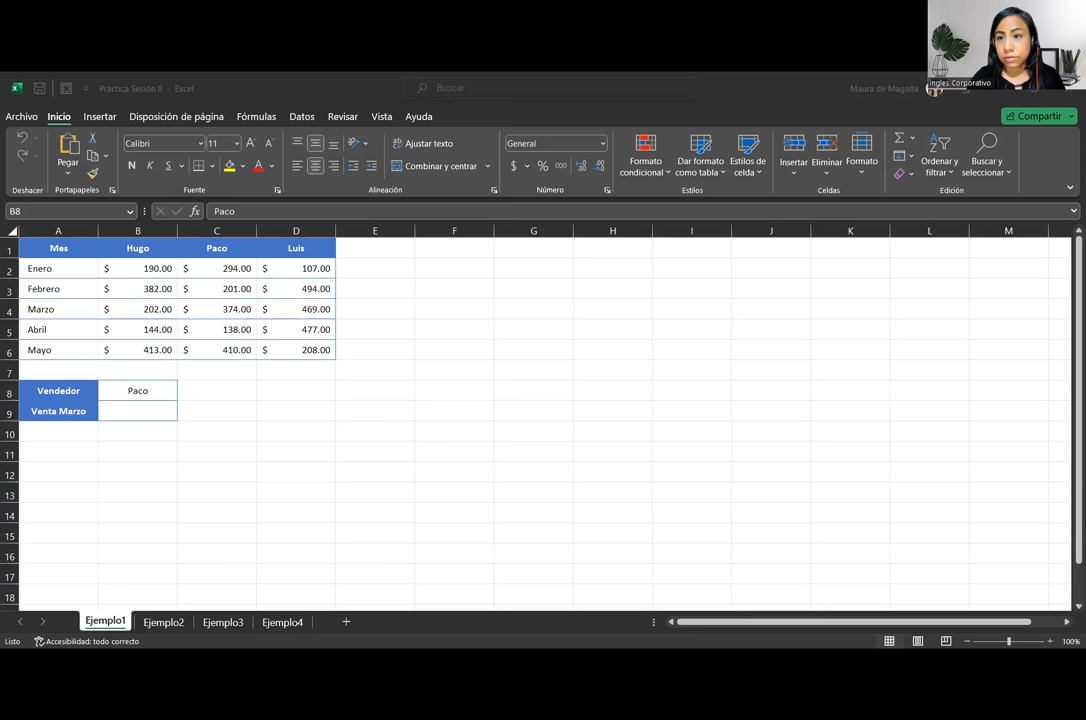 Ingles Corporativo
Práctica Sesión 8 - Excel
Buscar
Maura de Magaña
Archivo Inicio Insertar Disposición de página Fórmulas Datos Revisar Vista Ayuda
Compartir
Pegar
Calibri 11
N K S
Ajustar texto
Combinar y centrar
General
$ % 000
Formato condicional
Dar formato como tabla
Estilos de celda
Insertar
Eliminar
Formato
Ordenar y filtrar
Buscar y seleccionar
Deshacer Portapapeles Fuente Alineación Número Estilos Celdas Edición
B8 fx Paco
A B C D E F G H I J K L M
1 Mes Hugo Paco Luis
2 Enero $ 190.00 $ 294.00 $ 107.00
3 Febrero $ 382.00 $ 201.00 $ 494.00
4 Marzo $ 202.00 $ 374.00 $ 469.00
5 Abril $ 144.00 $ 138.00 $ 477.00
6 Mayo $ 413.00 $ 410.00 $ 208.00
7
8 Vendedor Paco
9 Venta Marzo
10
11
12
13
14
15
16
17
18
Ejemplo1 Ejemplo2 Ejemplo3 Ejemplo4
Listo Accesibilidad: todo correcto 100%